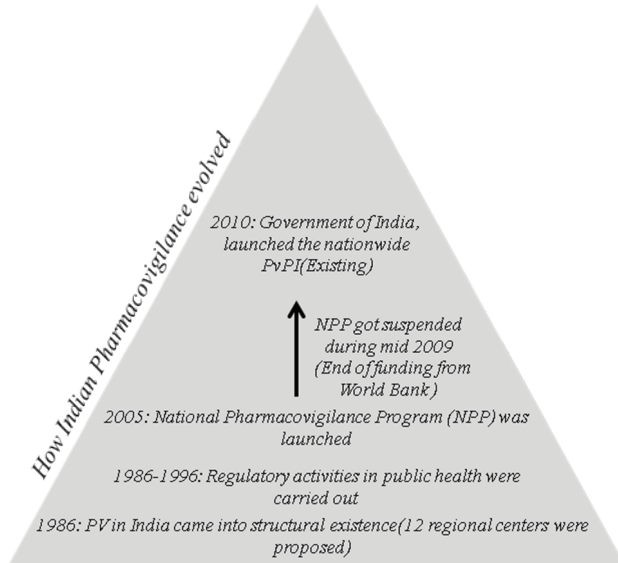 How Indian Pharmacovigilance evolved
2010: Government of India,
launched the nationwide
PvPI(Existing)
NPP got suspended
during mid 2009
(End of funding from
World Bank)
2005: National Pharmacovigilance Program (NPP) was
launched
1986-1996: Regulatory activities in public health were
carried out
1986: PV in India came into structural existence(12 regional centers were
proposed)